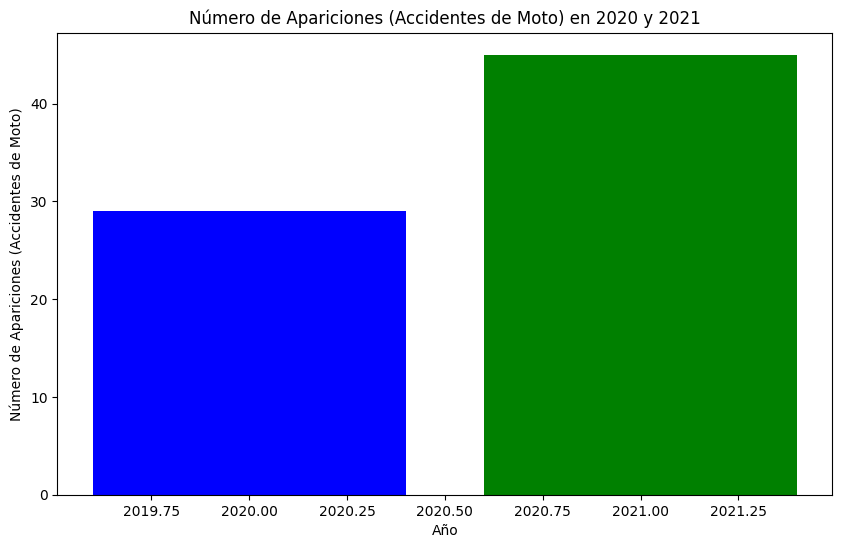 Número de Apariciones (Accidentes de Moto) en 2020 y 2021
Número de Apariciones (Accidentes de Moto)
40
30
20
10
0
2019.75 2020.00 2020.25 2020.50 2020.75 2021.00 2021.25
Año